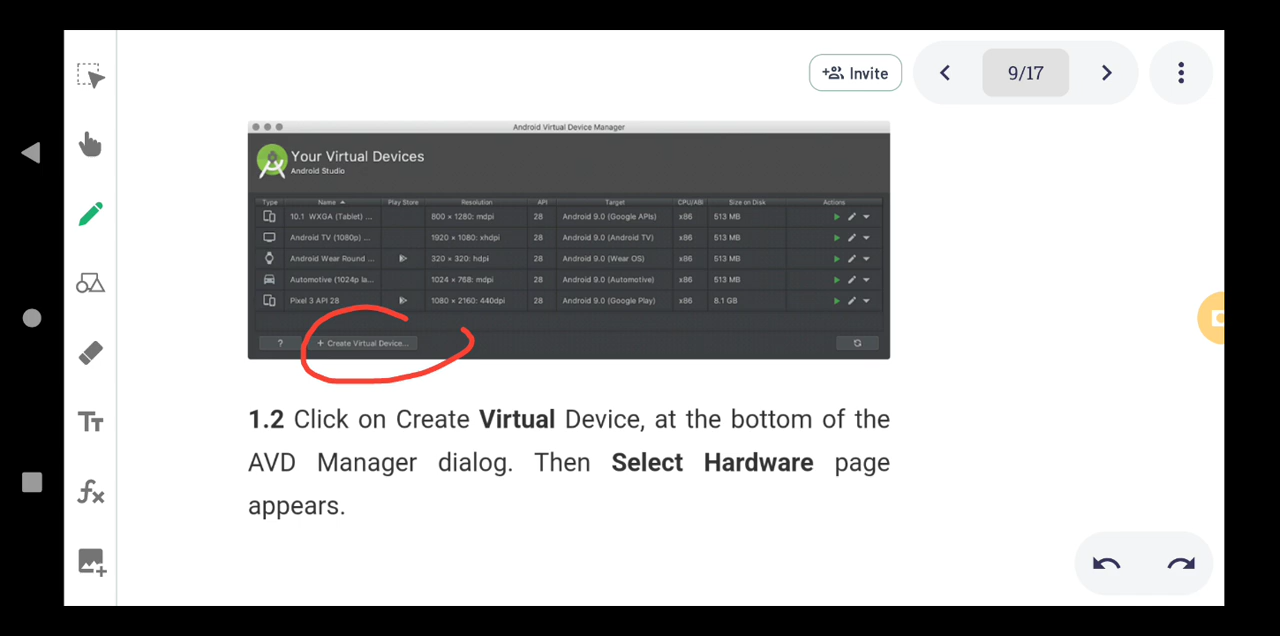 Invite
9/17
Android Virtual Device Manager
Your Virtual Devices
Android Studio
Type Name Play Store Resolution API Target CPU/ABI Size on Disk Actions
10.1 WXGA (Tablet) ... 800 × 1280: mdpi 28 Android 9.0 (Google APIs) x86 513 MB
Android TV (1080p) ... 1920 × 1080: xhdpi 28 Android 9.0 (Android TV) x86 513 MB
Android Wear Round ... 320 × 320: hdpi 28 Android 9.0 (Wear OS) x86 513 MB
Automotive (1024p la... 1024 × 768: mdpi 28 Android 9.0 (Automotive) x86 513 MB
Pixel 3 API 28 1080 × 2160: 440dpi 28 Android 9.0 (Google Play) x86 8.1 GB
? + Create Virtual Device...
1.2 Click on Create Virtual Device, at the bottom of the
AVD Manager dialog. Then Select Hardware page
appears.
Tт
fx